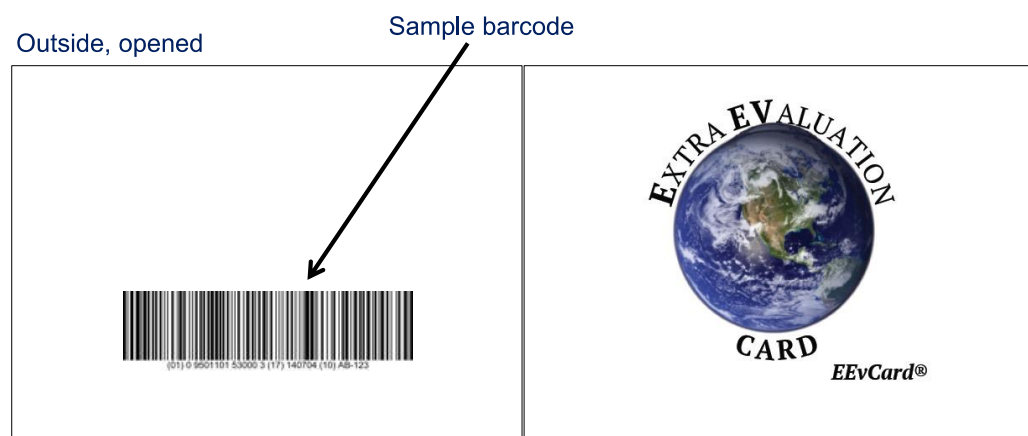 Sample barcode
Outside, opened
EXTRA EVALUATION
CARD
EEvCard®
(01) 0 9501101 53000 3 (17) 140704 (10) AB-123